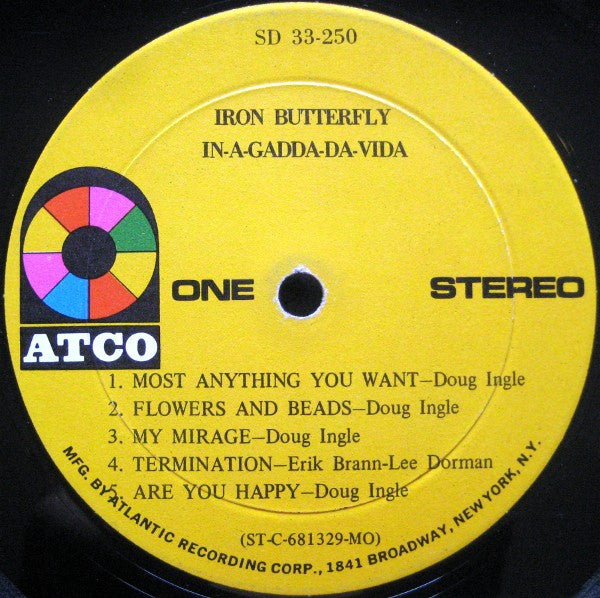 SD 33-250
IRON BUTTERFLY
IN-A-GADDA-DA-VIDA
ONE
STEREO
ATCO
1. MOST ANYTHING YOU WANT—Doug Ingle
2. FLOWERS AND BEADS—Doug Ingle
3. MY MIRAGE—Doug Ingle
4. TERMINATION—Erik Brann-Lee Dorman
5. ARE YOU HAPPY—Doug Ingle
(ST-C-681329-MO)
MFG. BY ATLANTIC RECORDING CORP., 1841 BROADWAY, NEW YORK, N.Y.